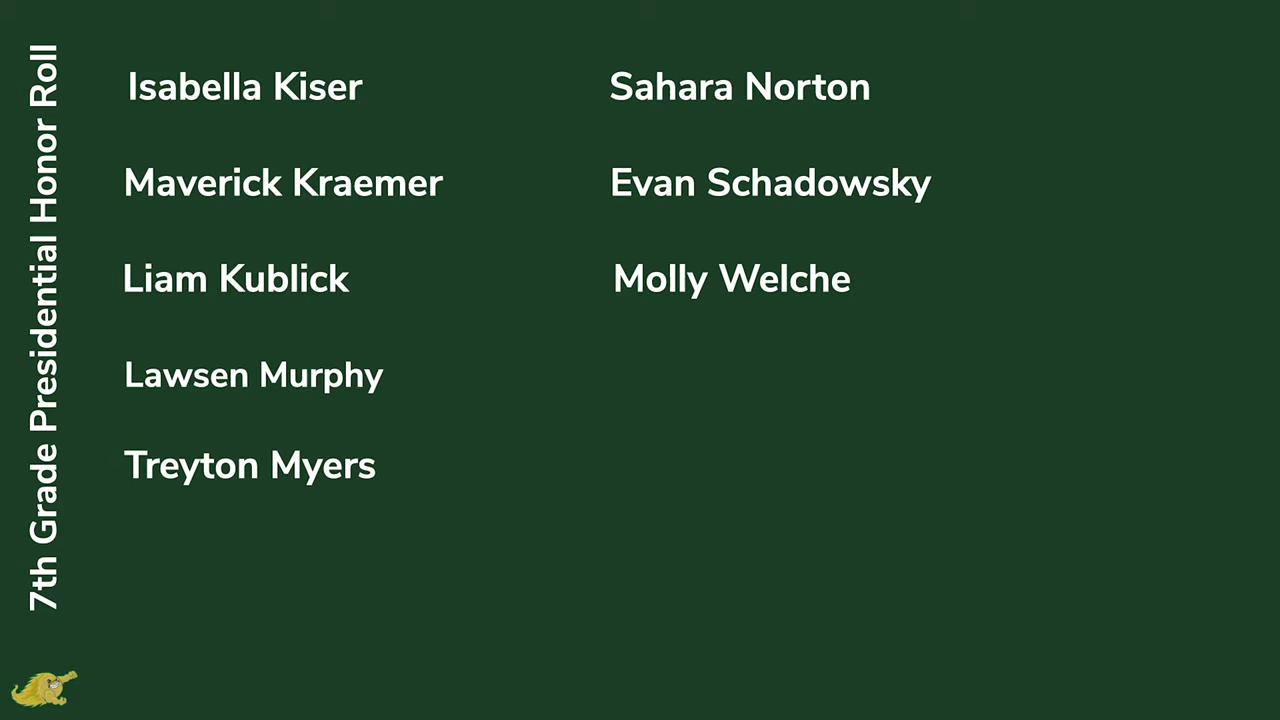 7th Grade Presidential Honor Roll
Isabella Kiser
Maverick Kraemer
Liam Kublick
Lawsen Murphy
Treyton Myers
Sahara Norton
Evan Schadowsky
Molly Welche